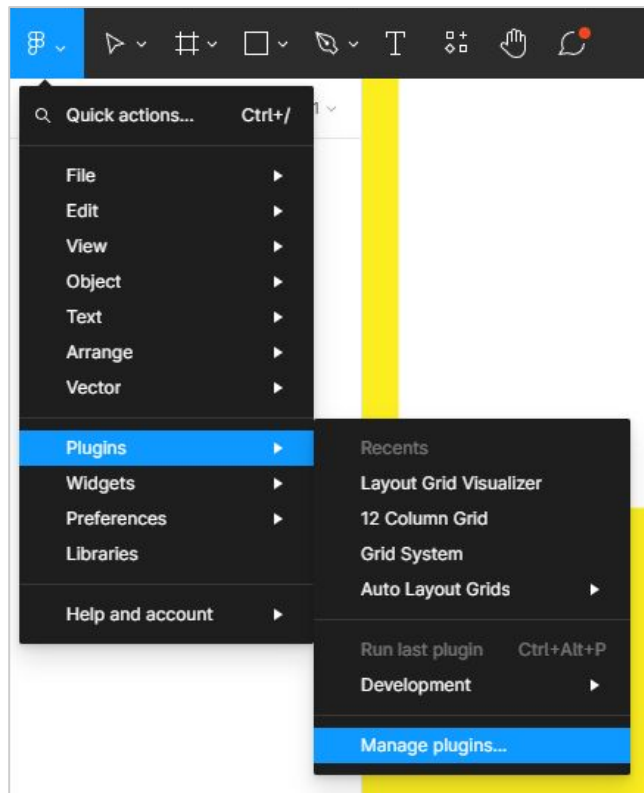 Quick actions... Ctrl+/
1
File
Edit
View
Object
Text
Arrange
Vector
Plugins
Widgets
Preferences
Libraries
Help and account
Recents
Layout Grid Visualizer
12 Column Grid
Grid System
Auto Layout Grids
Run last plugin Ctrl+Alt+P
Development
Manage plugins...